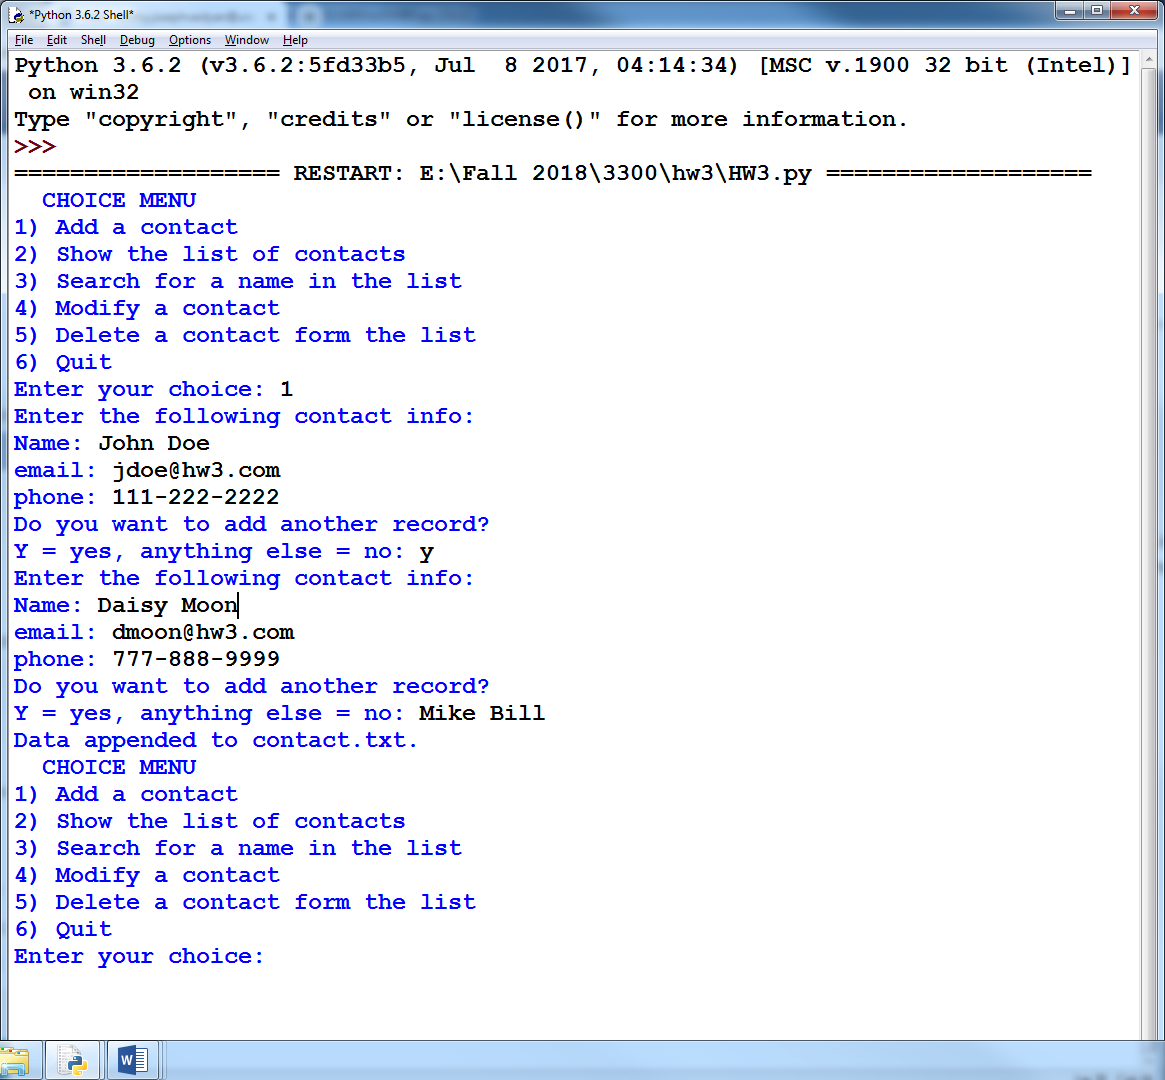 *Python 3.6.2 Shell*
File Edit Shell Debug Options Window Help
Python 3.6.2 (v3.6.2:5fd33b5, Jul  8 2017, 04:14:34) [MSC v.1900 32 bit (Intel)]
 on win32
Type "copyright", "credits" or "license()" for more information.
>>>
=================== RESTART: E:\Fall 2018\3300\hw3\HW3.py ===================
  CHOICE MENU
1) Add a contact
2) Show the list of contacts
3) Search for a name in the list
4) Modify a contact
5) Delete a contact form the list
6) Quit
Enter your choice: 1
Enter the following contact info:
Name: John Doe
email: jdoe@hw3.com
phone: 111-222-2222
Do you want to add another record?
Y = yes, anything else = no: y
Enter the following contact info:
Name: Daisy Moon
email: dmoon@hw3.com
phone: 777-888-9999
Do you want to add another record?
Y = yes, anything else = no: Mike Bill
Data appended to contact.txt.
  CHOICE MENU
1) Add a contact
2) Show the list of contacts
3) Search for a name in the list
4) Modify a contact
5) Delete a contact form the list
6) Quit
Enter your choice:
W